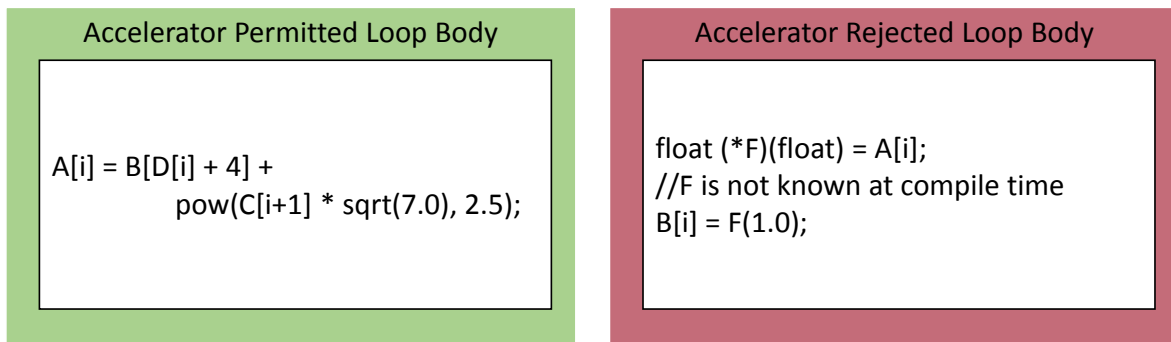 Accelerator Permitted Loop Body
A[i] = B[D[i] + 4] +
pow(C[i+1] * sqrt(7.0), 2.5);
Accelerator Rejected Loop Body
float (*F)(float) = A[i];
//F is not known at compile time
B[i] = F(1.0);